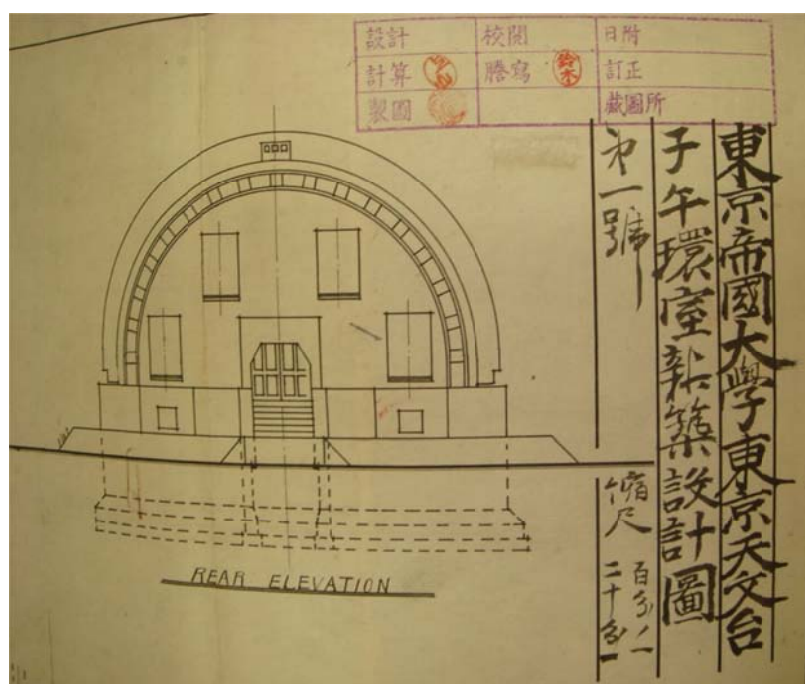 設計 校閲 日附
計算 謄寫 鈴木 訂正
製圖 藏圖所
東京帝國大學東京天文台
子午環室新築設計圖
第一號
縮尺 百分ノ一
二十分一
REAR ELEVATION